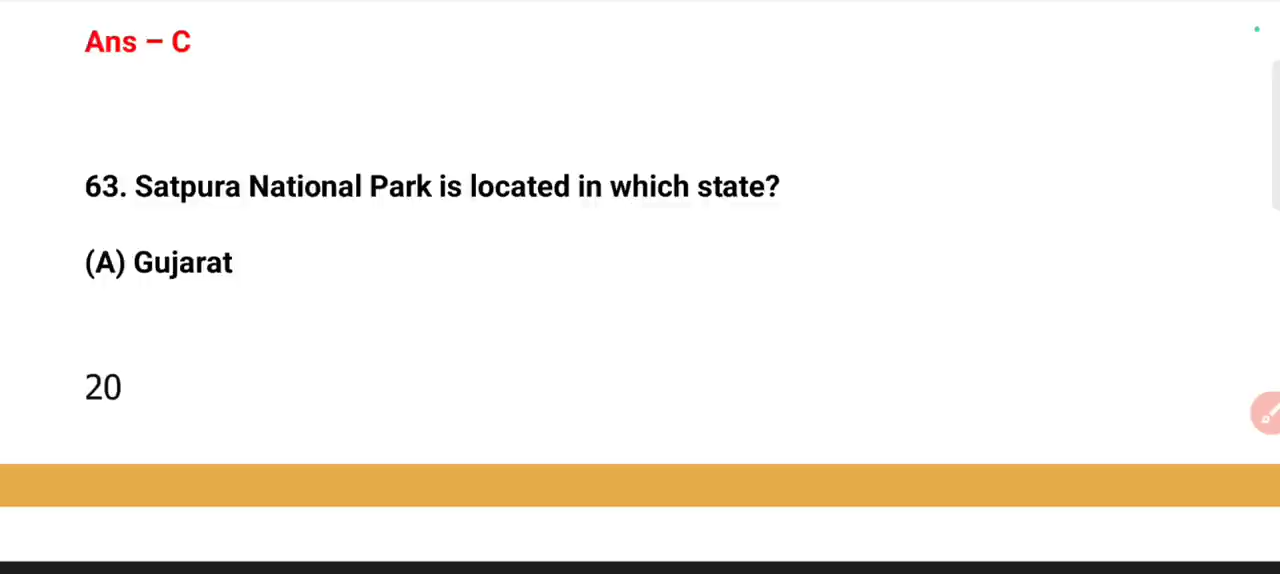 Ans – C
63. Satpura National Park is located in which state?
(A) Gujarat
20